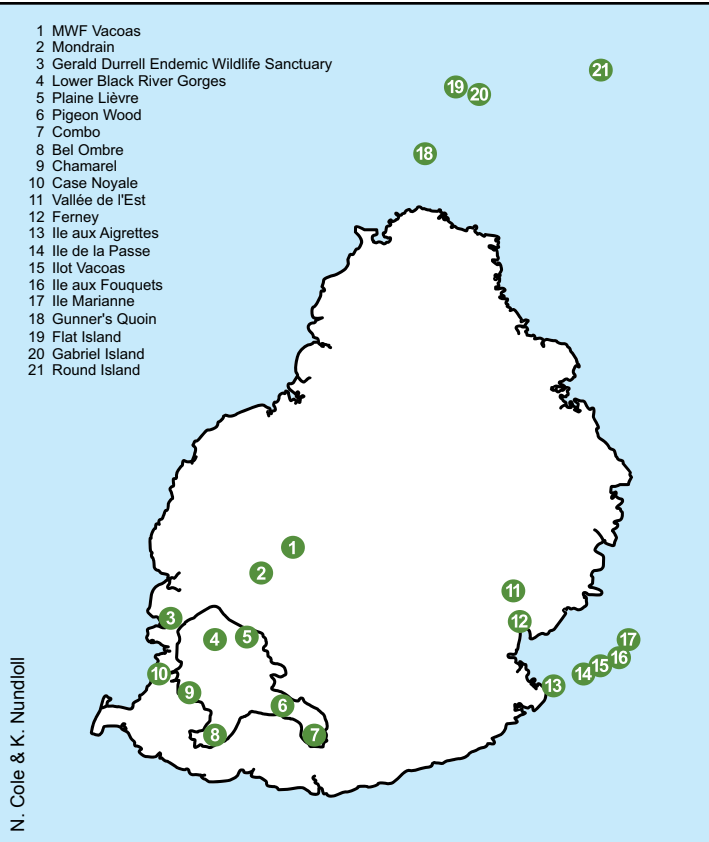 1 MWF Vacoas
2 Mondrain
3 Gerald Durrell Endemic Wildlife Sanctuary
4 Lower Black River Gorges
5 Plaine Lièvre
6 Pigeon Wood
7 Combo
8 Bel Ombre
9 Chamarel
10 Case Noyale
11 Vallée de l'Est
12 Ferney
13 Ile aux Aigrettes
14 Ile de la Passe
15 Ilot Vacoas
16 Ile aux Fouquets
17 Ile Marianne
18 Gunner's Quoin
19 Flat Island
20 Gabriel Island
21 Round Island
21
19
20
18
1
2
11
3
12
4
5
17
16
15
14
10
13
9
6
8
7
N. Cole & K. Nundloll